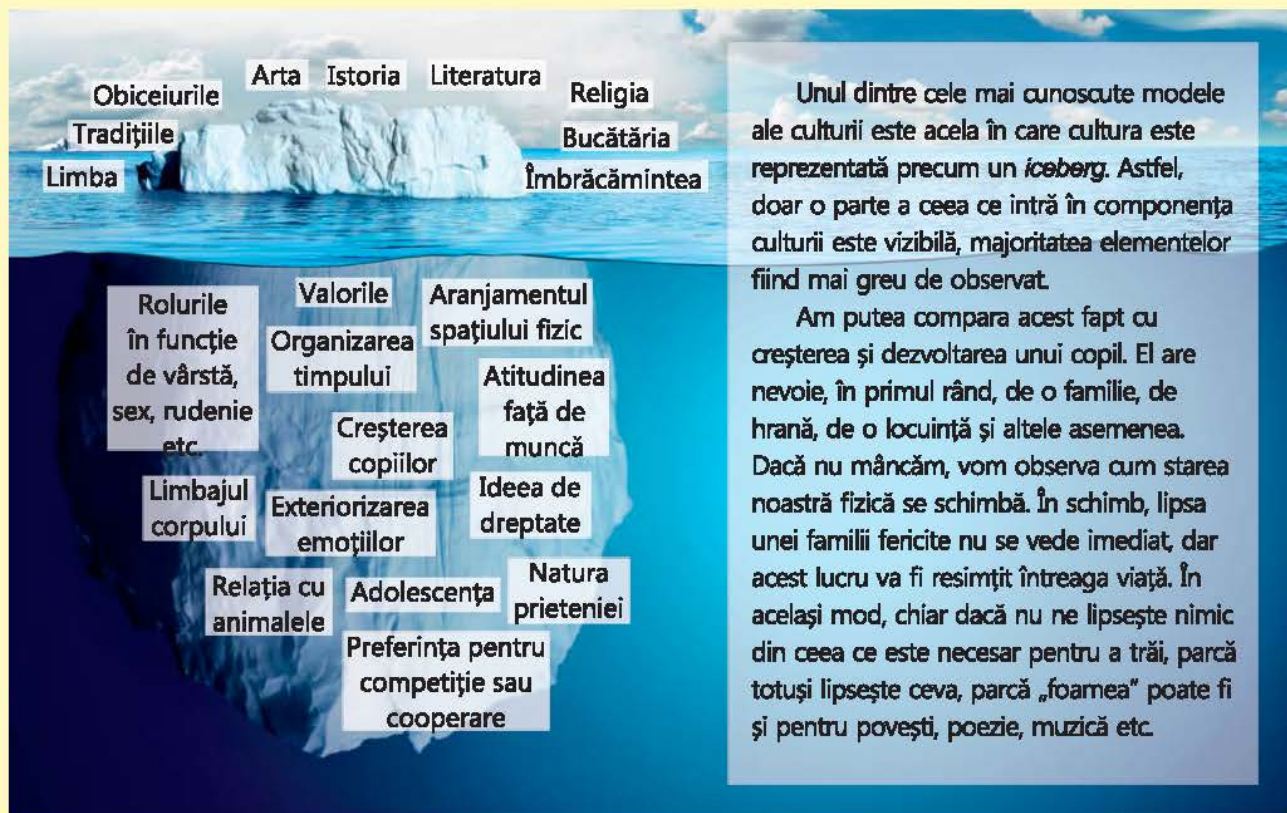 Arta
Istoria
Literatura
Obiceiurile
Religia
Tradițiile
Bucătăria
Limba
Îmbrăcămintea
Rolurile
în funcție
de vârstă,
sex, rudenie
etc.
Valorile
Aranjamentul
spațiului fizic
Organizarea
timpului
Atitudinea
față de
muncă
Creșterea
copiilor
Limbajul
corpului
Exteriorizarea
emoțiilor
Ideea de
dreptate
Relația cu
animalele
Adolescența
Natura
prieteniei
Preferința pentru
competiție sau
cooperare
Unul dintre cele mai cunoscute modele
ale culturii este acela în care cultura este
reprezentată precum un iceberg. Astfel,
doar o parte a ceea ce intră în componența
culturii este vizibilă, majoritatea elementelor
fiind mai greu de observat.
Am putea compara acest fapt cu
creșterea și dezvoltarea unui copil. El are
nevoie, în primul rând, de o familie, de
hrană, de o locuință și altele asemenea.
Dacă nu mâncăm, vom observa cum starea
noastră fizică se schimbă. În schimb, lipsa
unei familii fericite nu se vede imediat, dar
acest lucru va fi resimțit întreaga viață. În
același mod, chiar dacă nu ne lipsește nimic
din ceea ce este necesar pentru a trăi, parcă
totuși lipsește ceva, parcă „foamea” poate fi
și pentru povești, poezie, muzică etc.